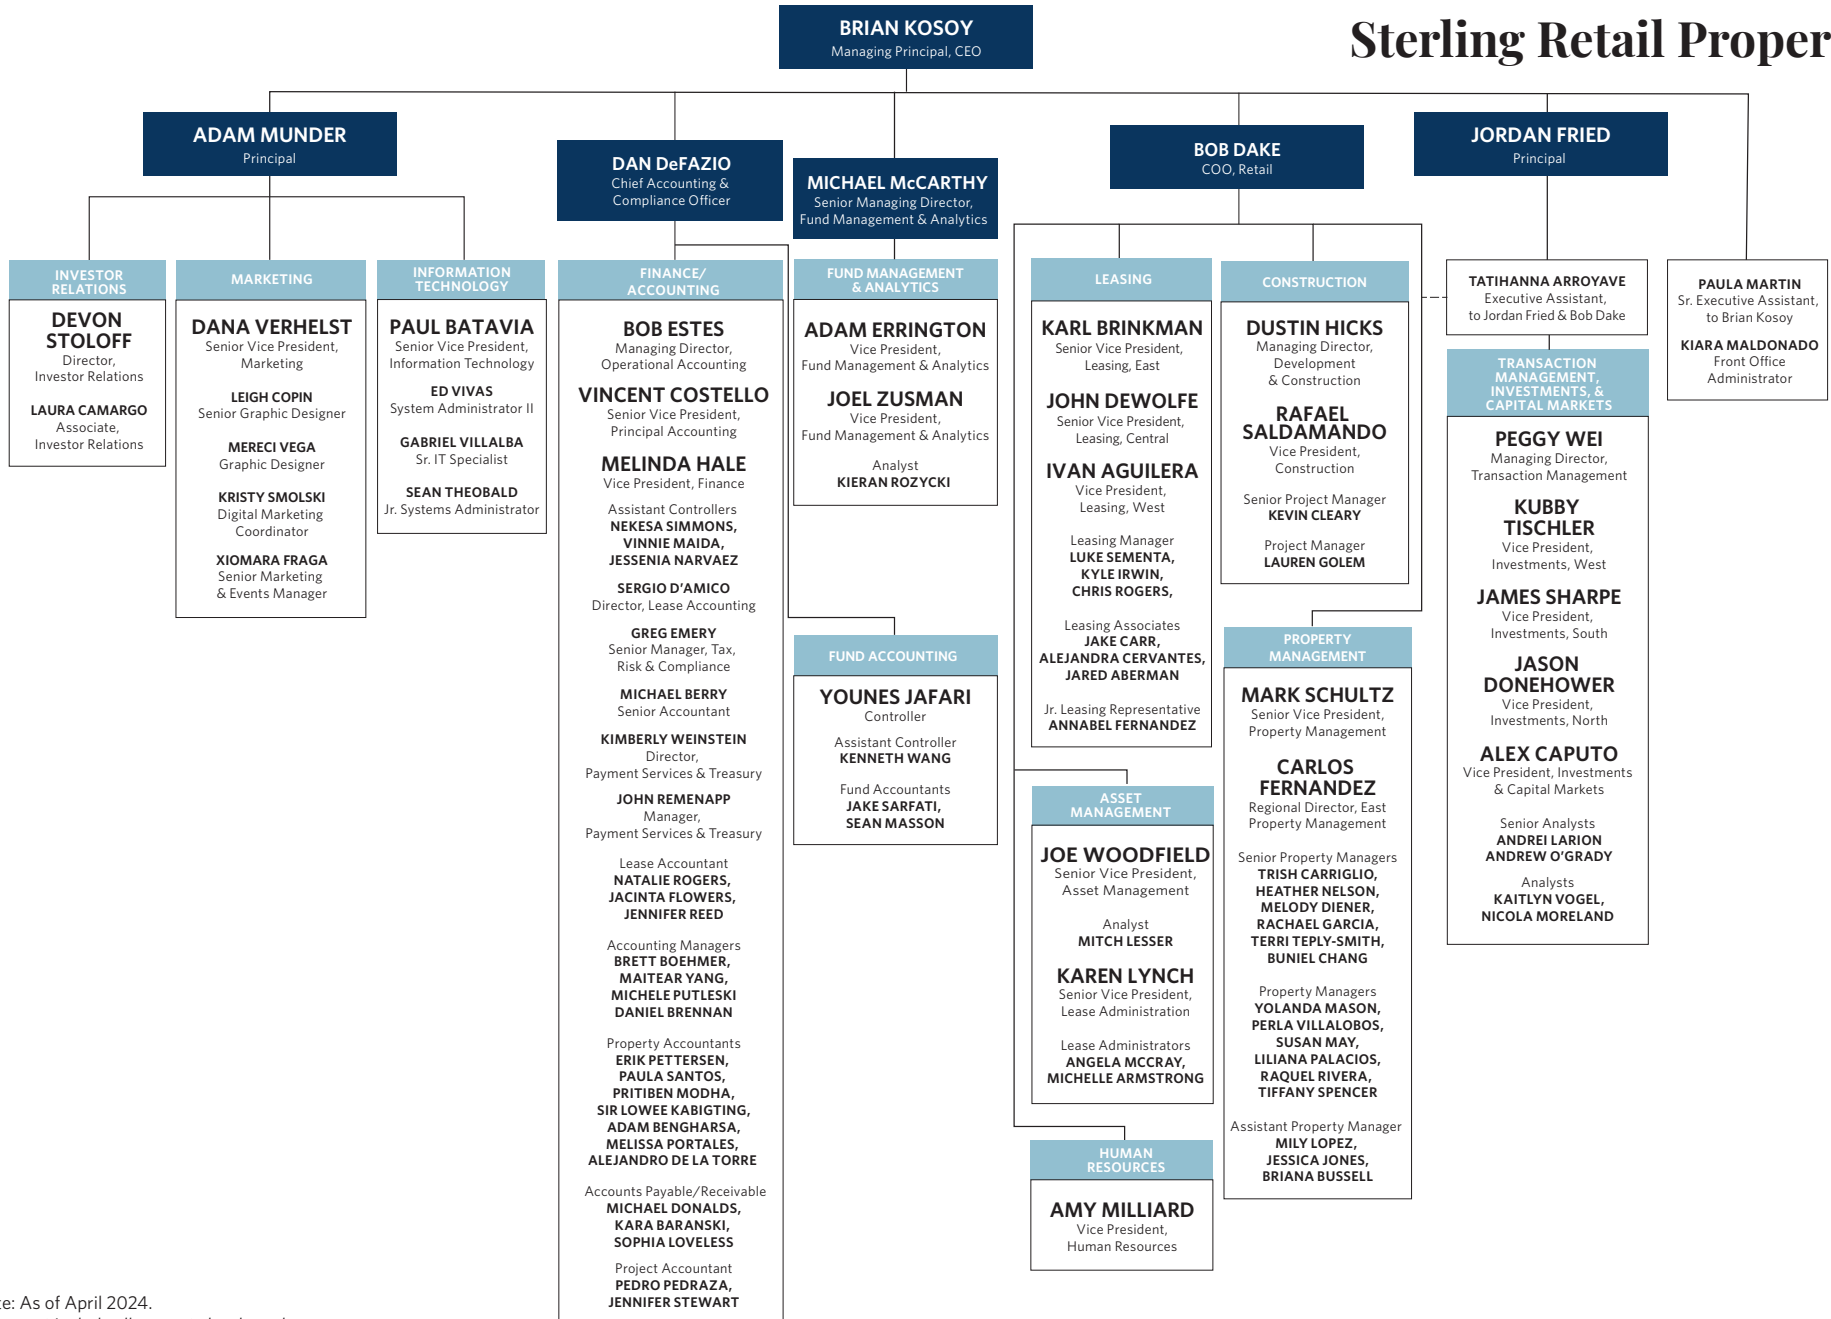 BRIAN KOSOY
Managing Principal, CEO
Sterling Retail Proper
ADAM MUNDER
Principal
DAN DeFAZIO
Chief Accounting &
Compliance Officer
MICHAEL McCARTHY
Senior Managing Director,
Fund Management & Analytics
BOB DAKE
COO, Retail
JORDAN FRIED
Principal
INVESTOR
RELATIONS
DEVON
STOLOFF
Director,
Investor Relations
LAURA CAMARGO
Associate,
Investor Relations
MARKETING
DANA VERHELST
Senior Vice President,
Marketing
LEIGH COPIN
Senior Graphic Designer
MERECI VEGA
Graphic Designer
KRISTY SMOLSKI
Digital Marketing
Coordinator
XIOMARA FRAGA
Senior Marketing
& Events Manager
INFORMATION
TECHNOLOGY
PAUL BATAVIA
Senior Vice President,
Information Technology
ED VIVAS
System Administrator II
GABRIEL VILLALBA
Sr. IT Specialist
SEAN THEOBALD
Jr. Systems Administrator
FINANCE/
ACCOUNTING
BOB ESTES
Managing Director,
Operational Accounting
VINCENT COSTELLO
Senior Vice President,
Principal Accounting
MELINDA HALE
Vice President, Finance
Assistant Controllers
NEKESA SIMMONS,
VINNIE MAIDA,
JESSENIA NARVAEZ
SERGIO D'AMICO
Director, Lease Accounting
GREG EMERY
Senior Manager, Tax,
Risk & Compliance
MICHAEL BERRY
Senior Accountant
KIMBERLY WEINSTEIN
Director,
Payment Services & Treasury
JOHN REMENAPP
Manager,
Payment Services & Treasury
Lease Accountant
NATALIE ROGERS,
JACINTA FLOWERS,
JENNIFER REED
Accounting Managers
BRETT BOEHMER,
MAITEAR YANG,
MICHELE PUTLESKI
DANIEL BRENNAN
Property Accountants
ERIK PETTERSEN,
PAULA SANTOS,
PRITIBEN MODHA,
SIR LOWEE KABIGTING,
ADAM BENGHARSA,
MELISSA PORTALES,
ALEJANDRO DE LA TORRE
Accounts Payable/Receivable
MICHAEL DONALDS,
KARA BARANSKI,
SOPHIA LOVELESS
Project Accountant
PEDRO PEDRAZA,
JENNIFER STEWART
FUND MANAGEMENT
& ANALYTICS
ADAM ERRINGTON
Vice President,
Fund Management & Analytics
JOEL ZUSMAN
Vice President,
Fund Management & Analytics
Analyst
KIERAN ROZYCKI
FUND ACCOUNTING
YOUNES JAFARI
Controller
Assistant Controller
KENNETH WANG
Fund Accountants
JAKE SARFATI,
SEAN MASSON
LEASING
KARL BRINKMAN
Senior Vice President,
Leasing, East
JOHN DEWOLFE
Senior Vice President,
Leasing, Central
IVAN AGUILERA
Vice President,
Leasing, West
Leasing Manager
LUKE SEMENTA,
KYLE IRWIN,
CHRIS ROGERS,
Leasing Associates
JAKE CARR,
ALEJANDRA CERVANTES,
JARED ABERMAN
Jr. Leasing Representative
ANNABEL FERNANDEZ
ASSET
MANAGEMENT
JOE WOODFIELD
Senior Vice President,
Asset Management
Analyst
MITCH LESSER
KAREN LYNCH
Senior Vice President,
Lease Administration
Lease Administrators
ANGELA MCCRAY,
MICHELLE ARMSTRONG
HUMAN
RESOURCES
AMY MILLIARD
Vice President,
Human Resources
CONSTRUCTION
DUSTIN HICKS
Managing Director,
Development
& Construction
RAFAEL
SALDAMANDO
Vice President,
Construction
Senior Project Manager
KEVIN CLEARY
Project Manager
LAUREN GOLEM
PROPERTY
MANAGEMENT
MARK SCHULTZ
Senior Vice President,
Property Management
CARLOS
FERNANDEZ
Regional Director, East
Property Management
Senior Property Managers
TRISH CARRIGLIO,
HEATHER NELSON,
MELODY DIENER,
RACHAEL GARCIA,
TERRI TEPLY-SMITH,
BUNIEL CHANG
Property Managers
YOLANDA MASON,
PERLA VILLALOBOS,
SUSAN MAY,
LILIANA PALACIOS,
RAQUEL RIVERA,
TIFFANY SPENCER
Assistant Property Manager
MILY LOPEZ,
JESSICA JONES,
BRIANA BUSSELL
TATIHANNA ARROYAVE
Executive Assistant,
to Jordan Fried & Bob Dake
TRANSACTION
MANAGEMENT,
INVESTMENTS, &
CAPITAL MARKETS
PEGGY WEI
Managing Director,
Transaction Management
KUBBY
TISCHLER
Vice President,
Investments, West
JAMES SHARPE
Vice President,
Investments, South
JASON
DONEHOWER
Vice President,
Investments, North
ALEX CAPUTO
Vice President, Investments
& Capital Markets
Senior Analysts
ANDREI LARION
ANDREW O'GRADY
Analysts
KAITLYN VOGEL,
NICOLA MORELAND
PAULA MARTIN
Sr. Executive Assistant,
to Brian Kosoy
KIARA MALDONADO
Front Office
Administrator
te: As of April 2024.